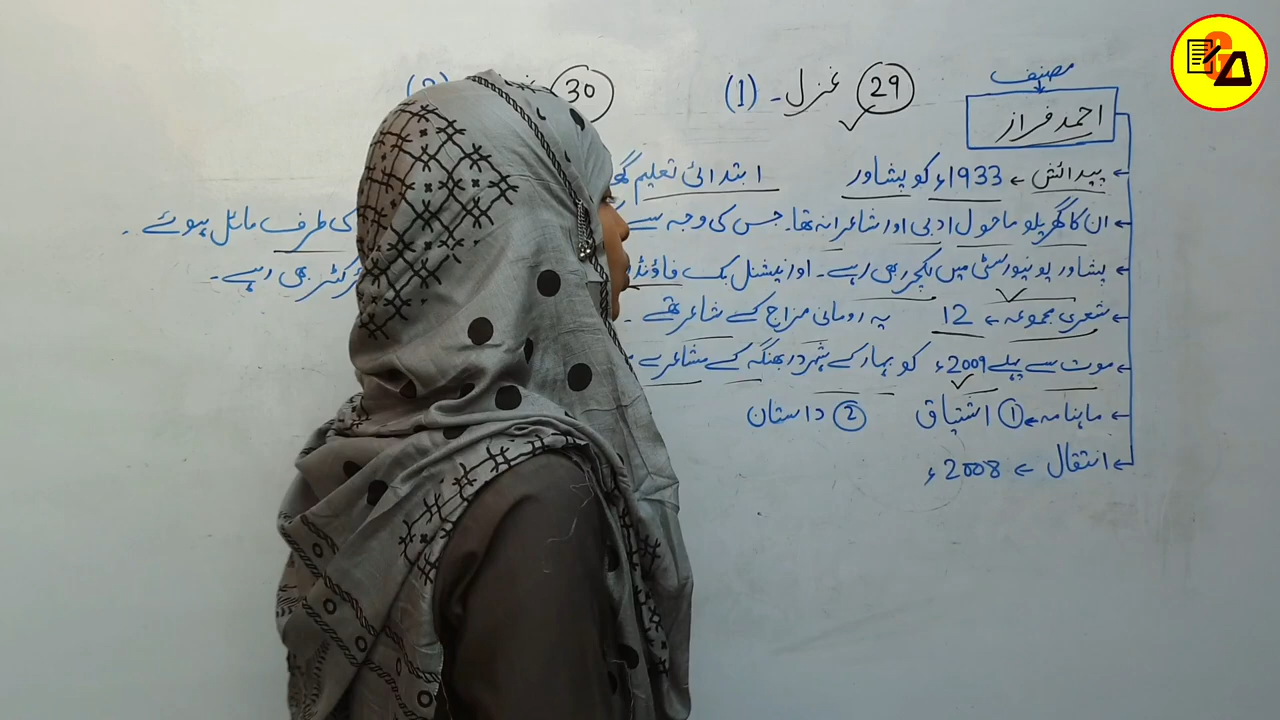 مصنف
احمد فراز
29 غزل۔ (1)
30
پیدائش ← 1933ء کو پشاور ابتدائی تعلیم
ان کا گھریلو ماحول ادبی اور شاعرانہ تھا۔ جس کی وجہ سے کی طرف مائل ہوئے ۔
پشاور یونیورسٹی میں لکچرر بھی رہے۔ اور نیشنل بک بھی رہے۔
شعری مجموعہ ← 12 یہ رومانی مزاج کے شاعر تھے ۔
موت سے پہلے 2009ء کو بہار کے شہر دربھنگہ کے مشاعرے
ماہنامہ ← 1 اشتیاق 2 داستان
انتقال ← 2008ء